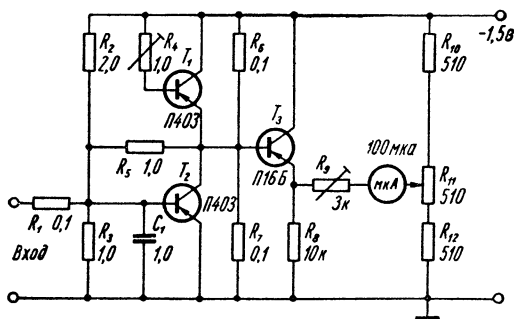 R2
2,0
R4
1,0
T1
П403
R6
0,1
T3
П16Б
−1,5в
R10
510
R5
1,0
T2
П403
R9
3к
100мка
мкА
R11
510
R1
0,1
Вход
R3
1,0
C1
1,0
R7
0,1
R8
10к
R12
510